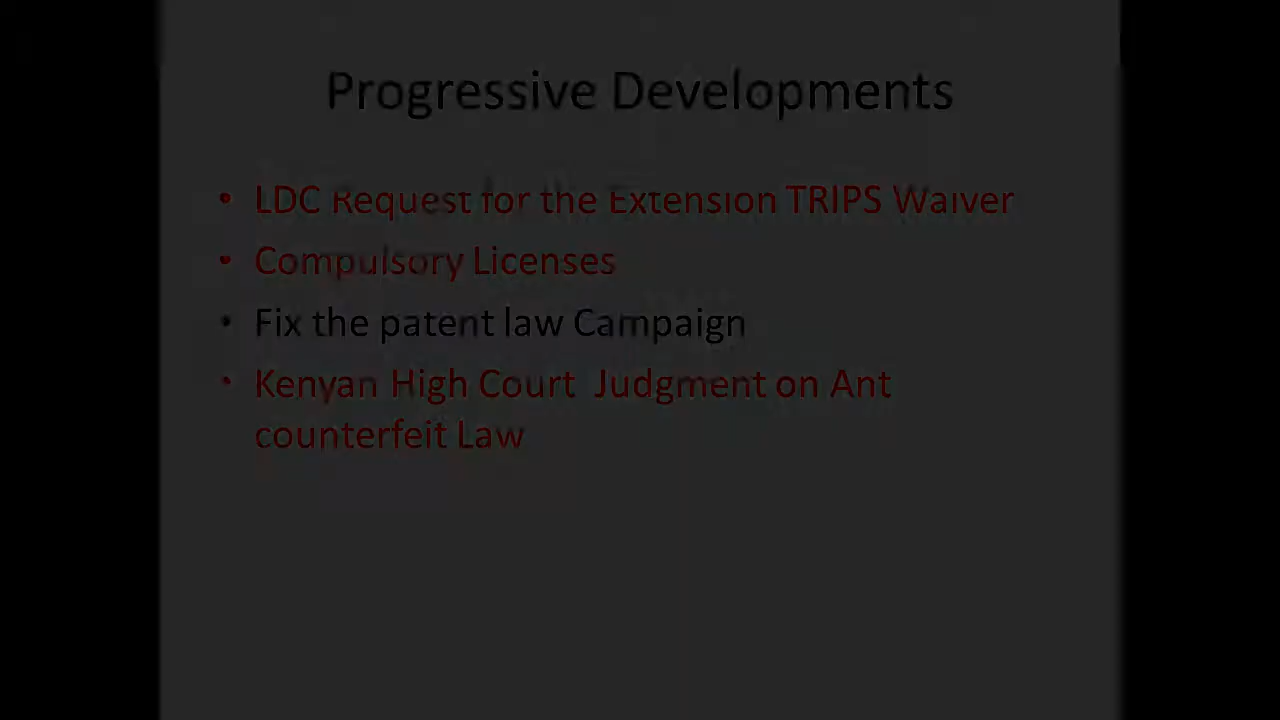 Progressive Developments
• LDC Request for the Extension TRIPS Waiver
• Compulsory Licenses
• Fix the patent law Campaign
• Kenyan High Court Judgment on Ant
counterfeit Law